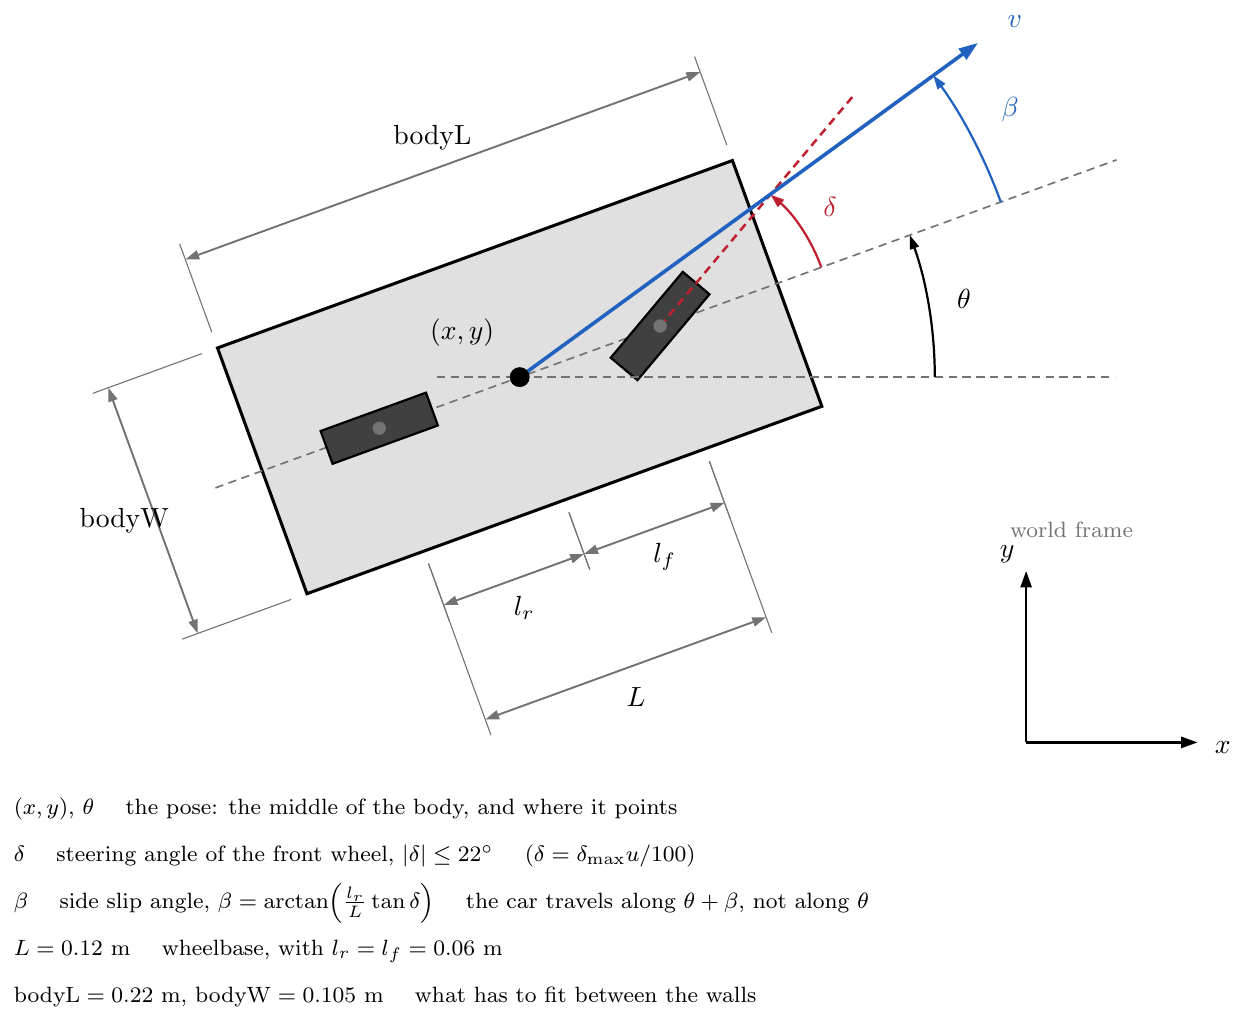 v
β
bodyL
δ
θ
(x, y)
bodyW
world frame
y
l_f
l_r
L
x
(x, y), θ the pose: the middle of the body, and where it points
δ steering angle of the front wheel, |δ| ≤ 22° (δ = δ_max u/100)
β side slip angle, β = arctan(l_r/L tan δ) the car travels along θ + β, not along θ
L = 0.12 m wheelbase, with l_r = l_f = 0.06 m
bodyL = 0.22 m, bodyW = 0.105 m what has to fit between the walls